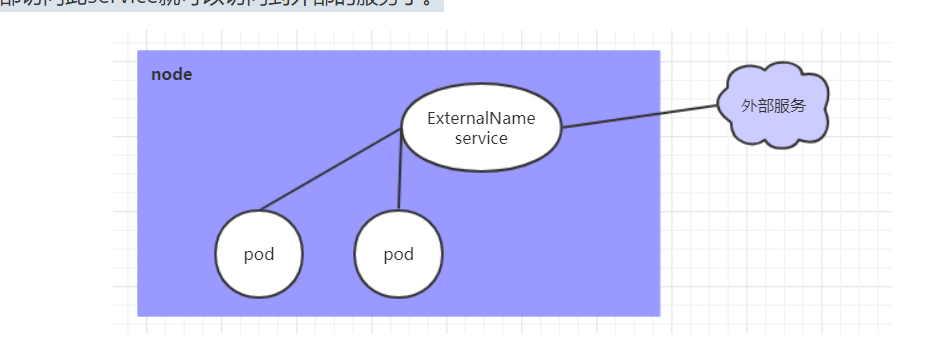 部访问此service就可以访问到外部的服务了。
node
ExternalName
service
外部服务
pod
pod